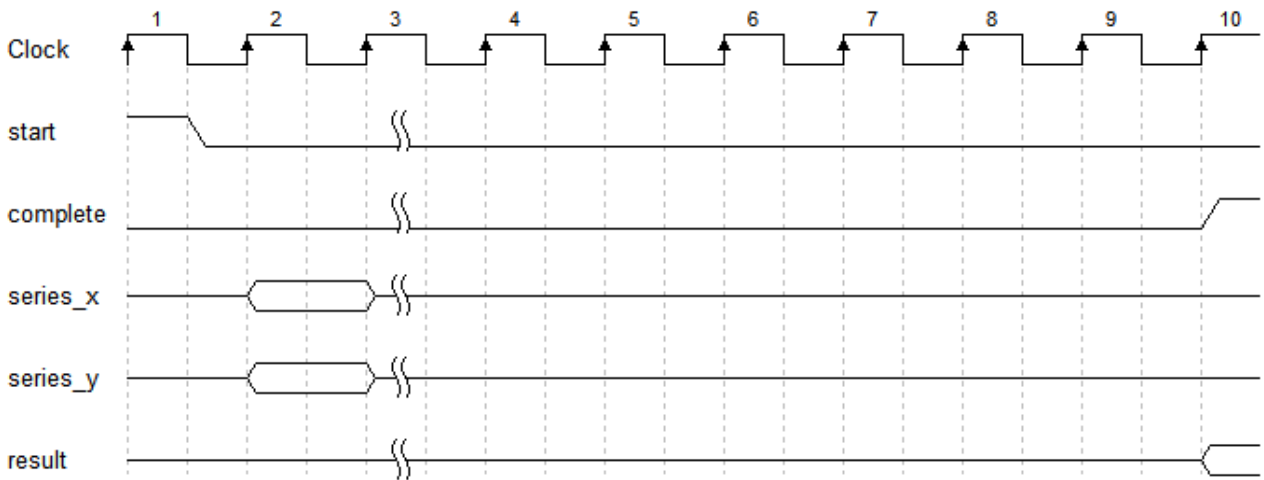 1 2 3 4 5 6 7 8 9 10
Clock
start
complete
series_x
series_y
result